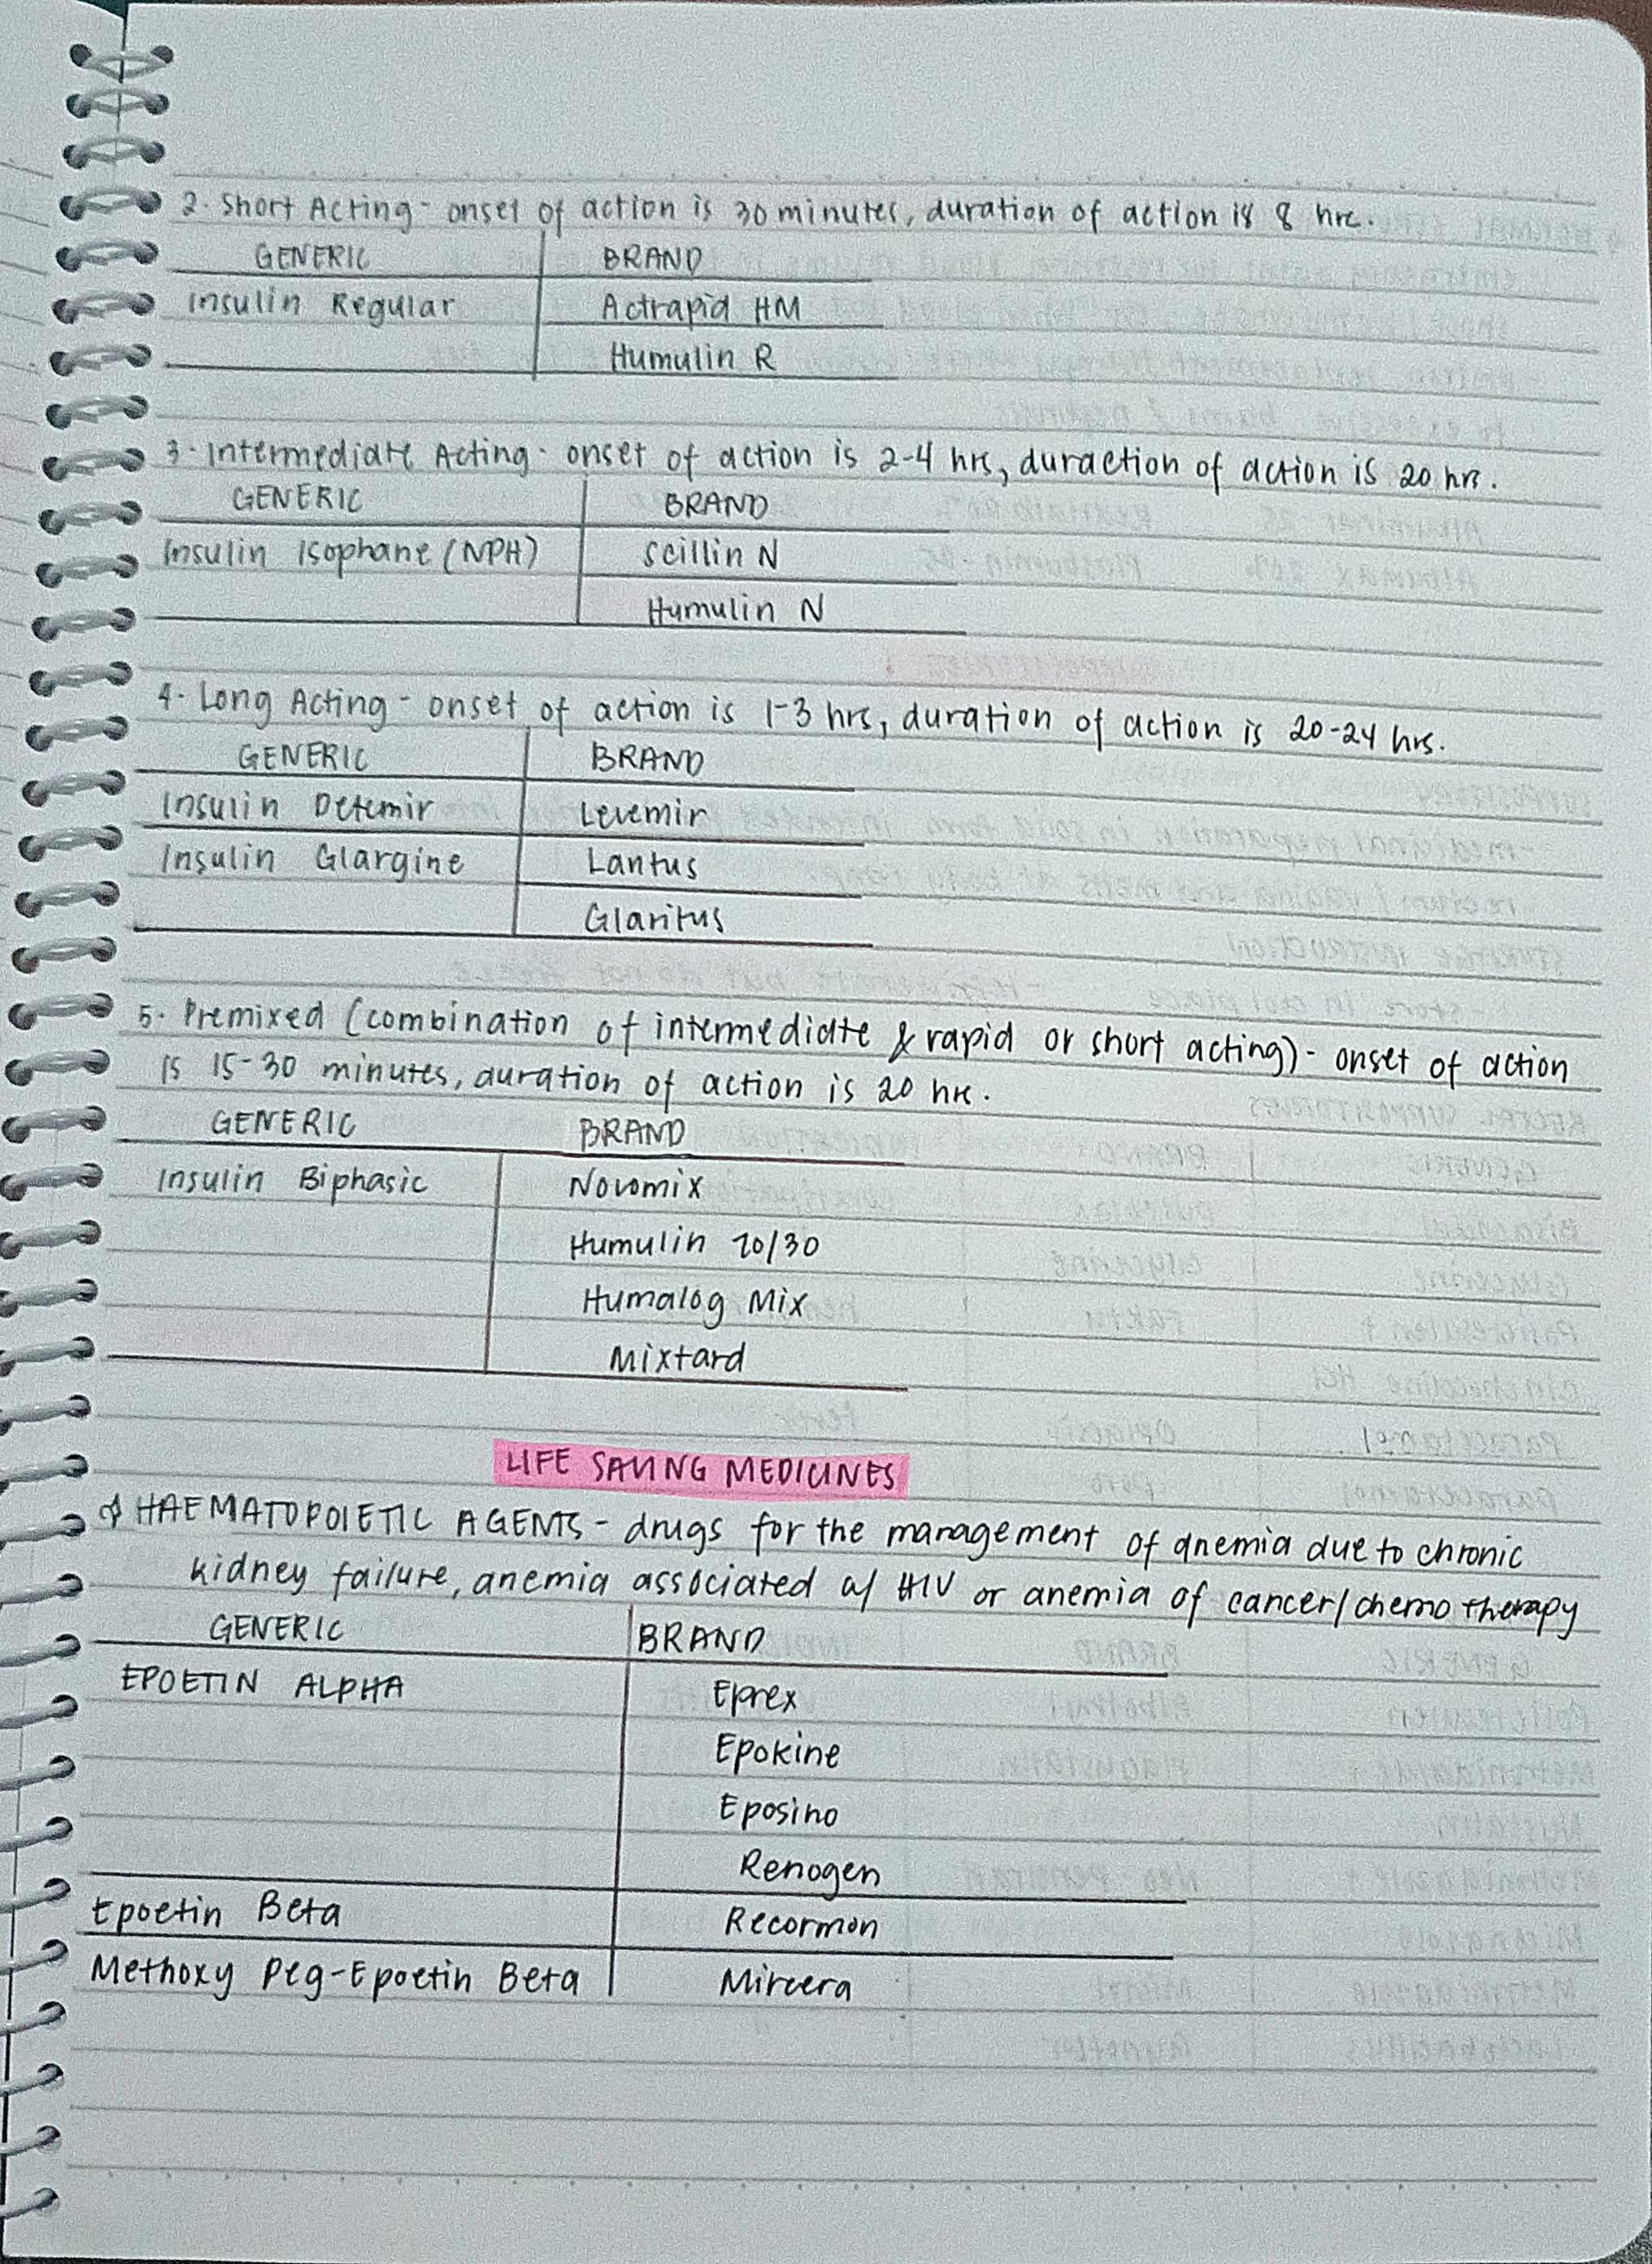 2. Short Acting - onset of action is 30 minutes, duration of action is 8 hrs.
GENERIC BRAND
Insulin Regular Actrapid HM
Humulin R
3. Intermediate Acting - onset of action is 2-4 hrs, duraction of action is 20 hrs.
GENERIC BRAND
Insulin Isophane (NPH) Scillin N
Humulin N
4. Long Acting - onset of action is 1-3 hrs, duration of action is 20-24 hrs.
GENERIC BRAND
Insulin Detemir Levemir
Insulin Glargine Lantus
Glaritus
5. Premixed (combination of intermediate & rapid or short acting) - onset of action
is 15-30 minutes, duration of action is 20 hrs.
GENERIC BRAND
Insulin Biphasic Novomix
Humulin 70/30
Humalog Mix
Mixtard
LIFE SAVING MEDICINES
HAEMATOPOIETIC AGENTS - drugs for the management of anemia due to chronic
kidney failure, anemia associated w/ HIV or anemia of cancer/chemo therapy
GENERIC BRAND
EPOETIN ALPHA Eprex
Epokine
Eposino
Renogen
Epoetin Beta Recormon
Methoxy Peg-Epoetin Beta Mircera